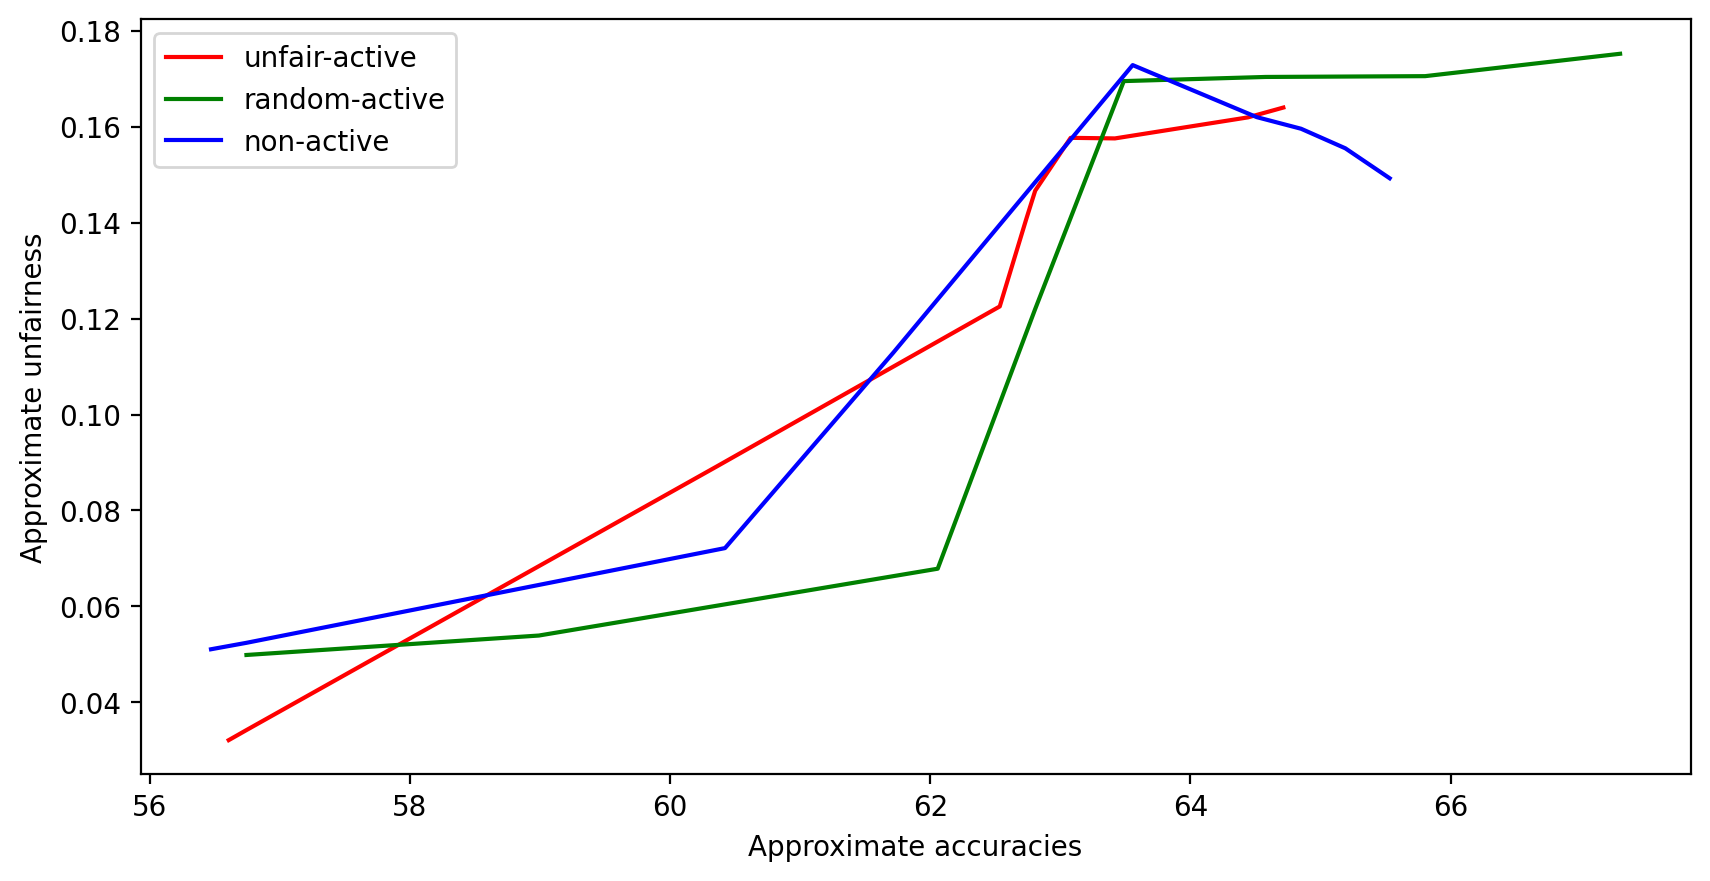 unfair-active
random-active
non-active
0.18
0.16
0.14
0.12
0.10
0.08
0.06
0.04
Approximate unfairness
56 58 60 62 64 66
Approximate accuracies